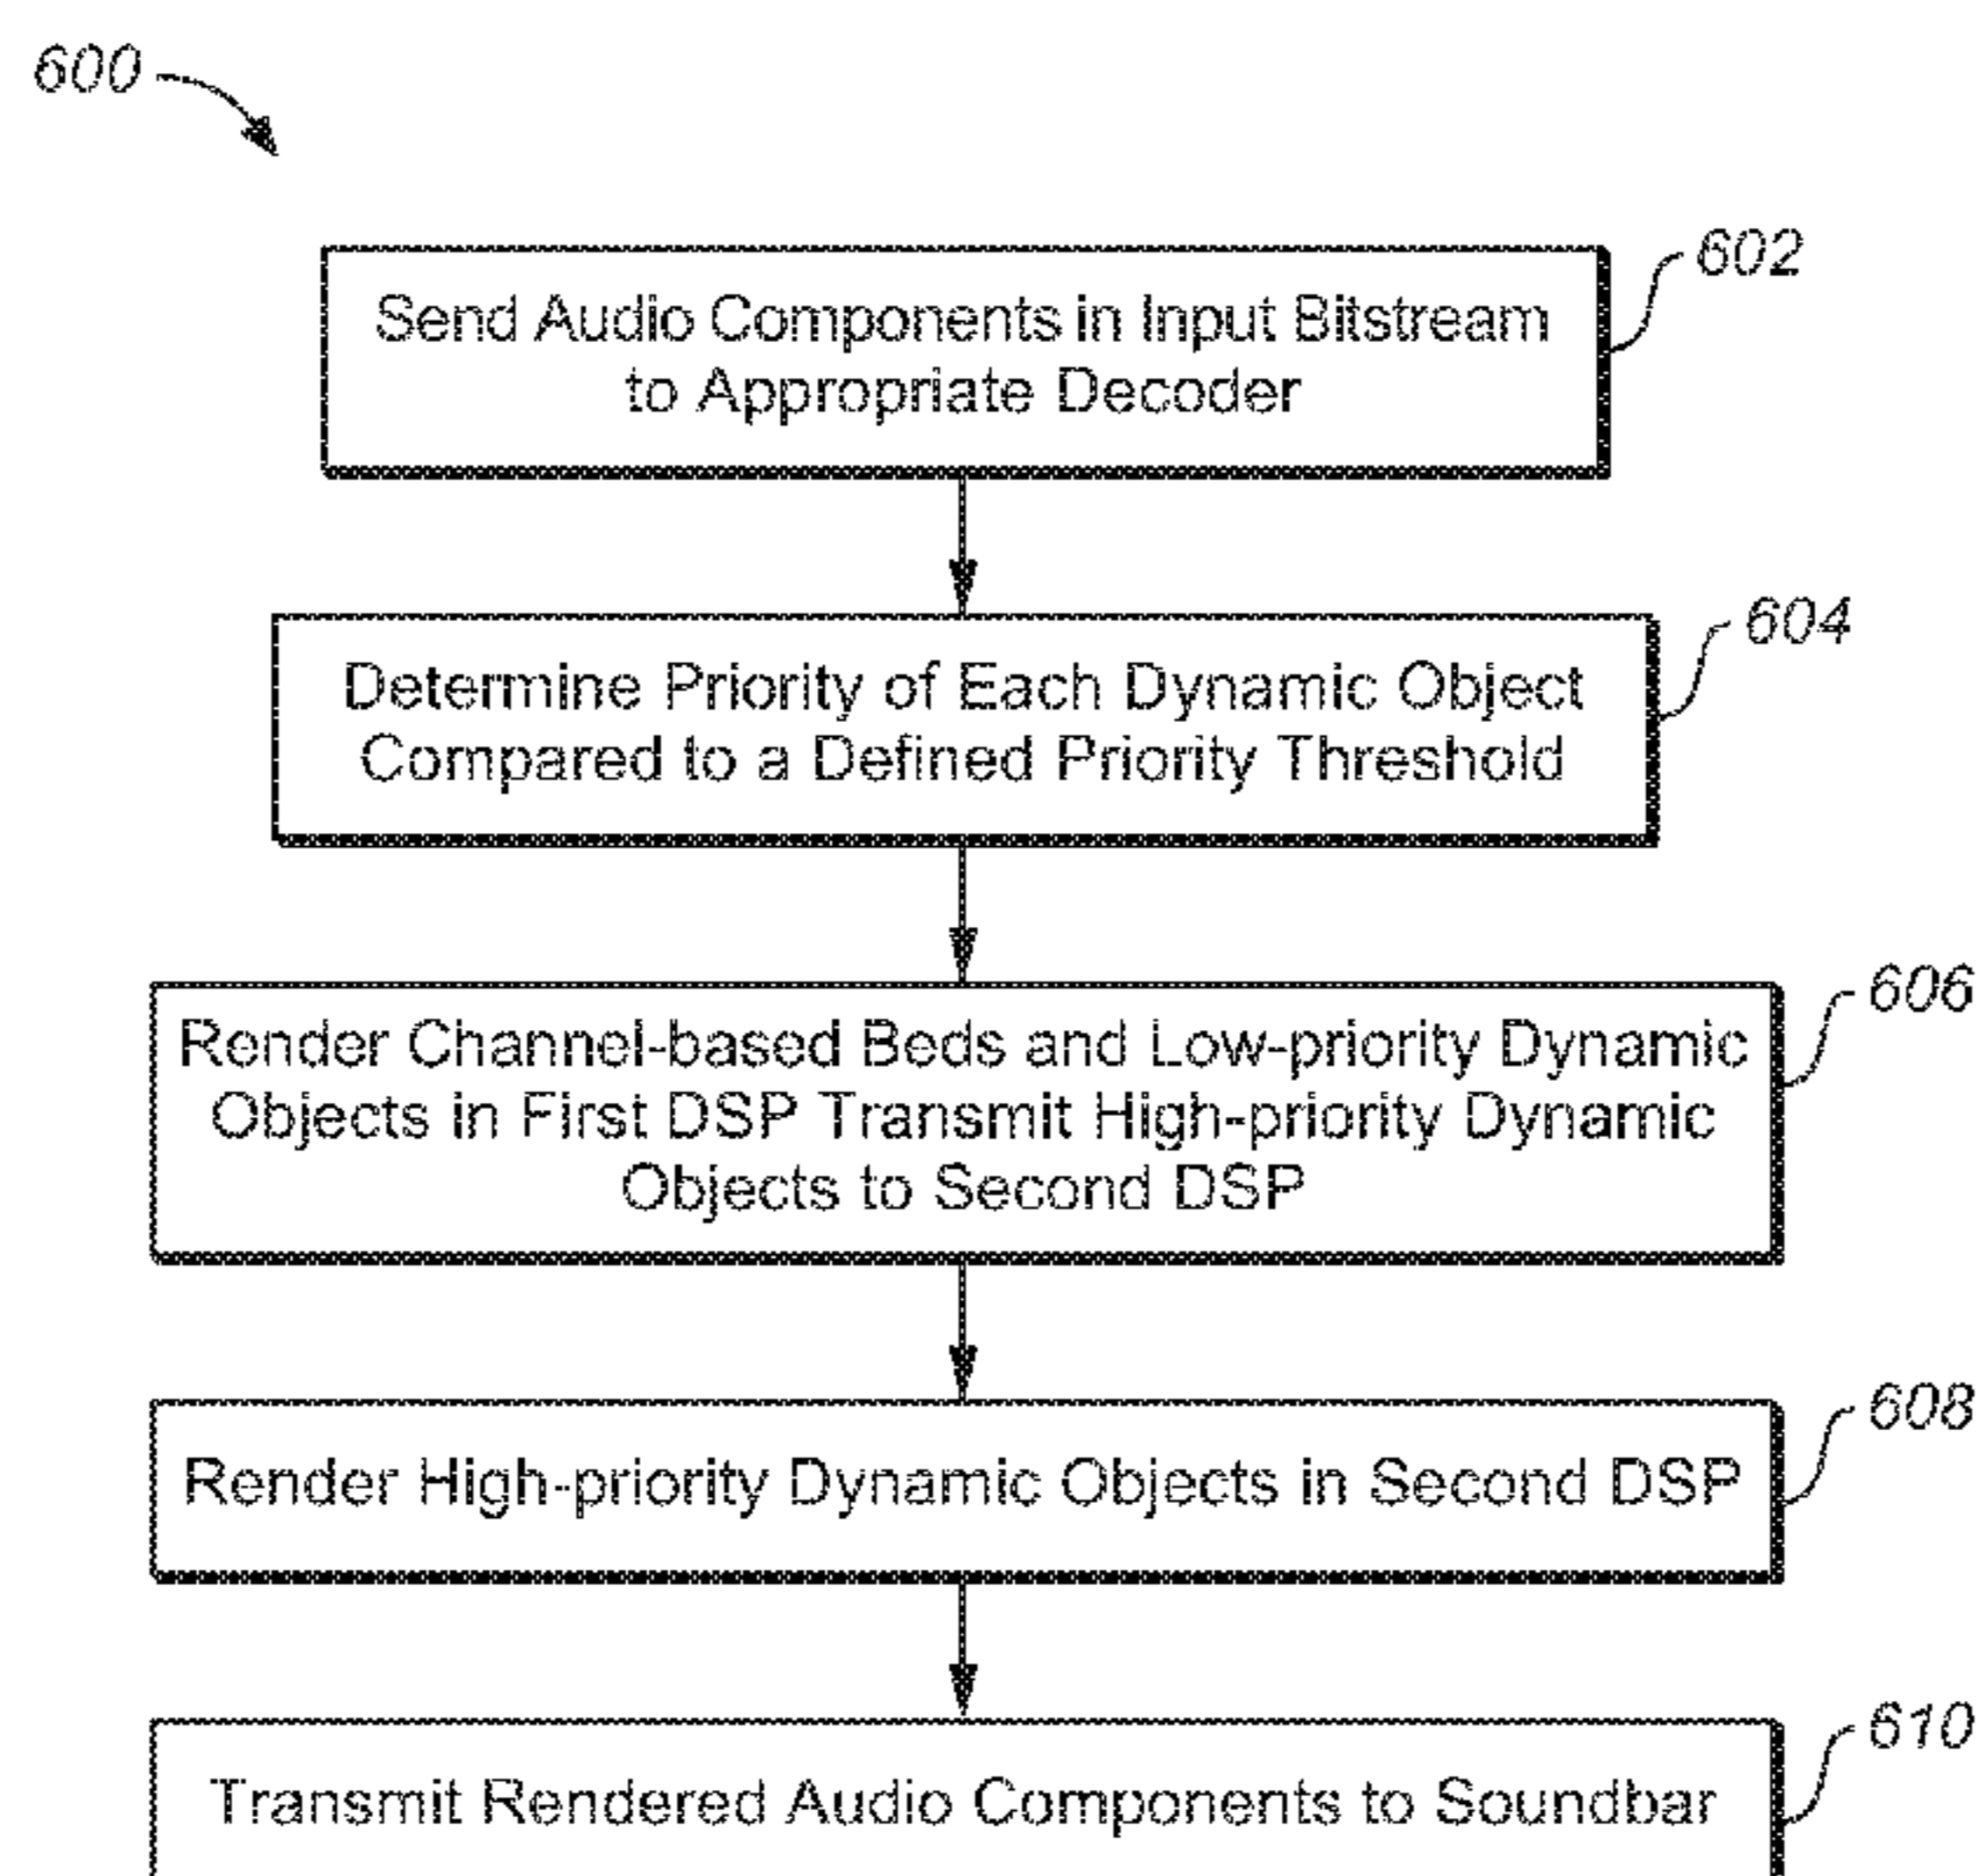 600
602
Send Audio Components in Input Bitstream
to Appropriate Decoder
604
Determine Priority of Each Dynamic Object
Compared to a Defined Priority Threshold
606
Render Channel-based Beds and Low-priority Dynamic
Objects in First DSP Transmit High-priority Dynamic
Objects to Second DSP
608
Render High-priority Dynamic Objects in Second DSP
610
Transmit Rendered Audio Components to Soundbar